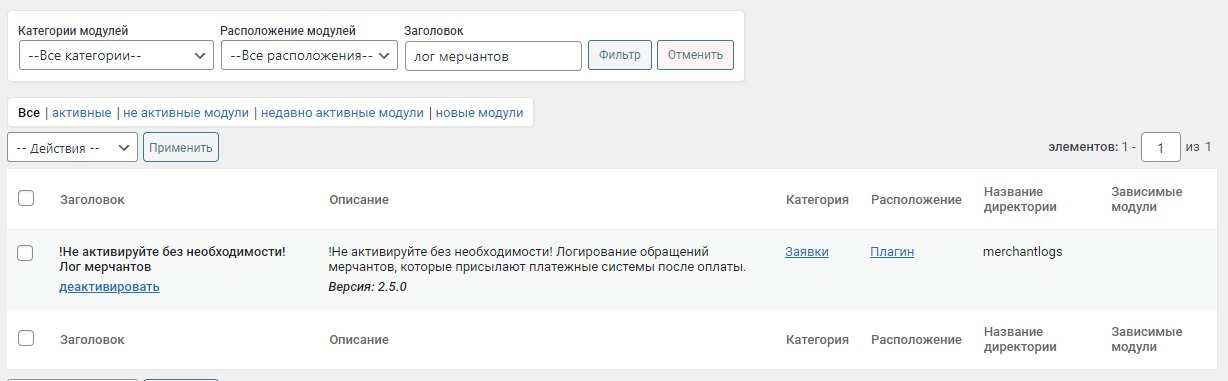 Категории модулей Расположение модулей Заголовок
--Все категории-- --Все расположения-- лог мерчантов Фильтр Отменить
Все | активные | не активные модули | недавно активные модули | новые модули
-- Действия -- Применить элементов: 1 - 1 из 1
Заголовок Описание Категория Расположение Название директории Зависимые модули
!Не активируйте без необходимости! !Не активируйте без необходимости! Логирование обращений Заявки Плагин merchantlogs
Лог мерчантов мерчантов, которые присылают платежные системы после оплаты.
деактивировать Версия: 2.5.0
Заголовок Описание Категория Расположение Название директории Зависимые модули